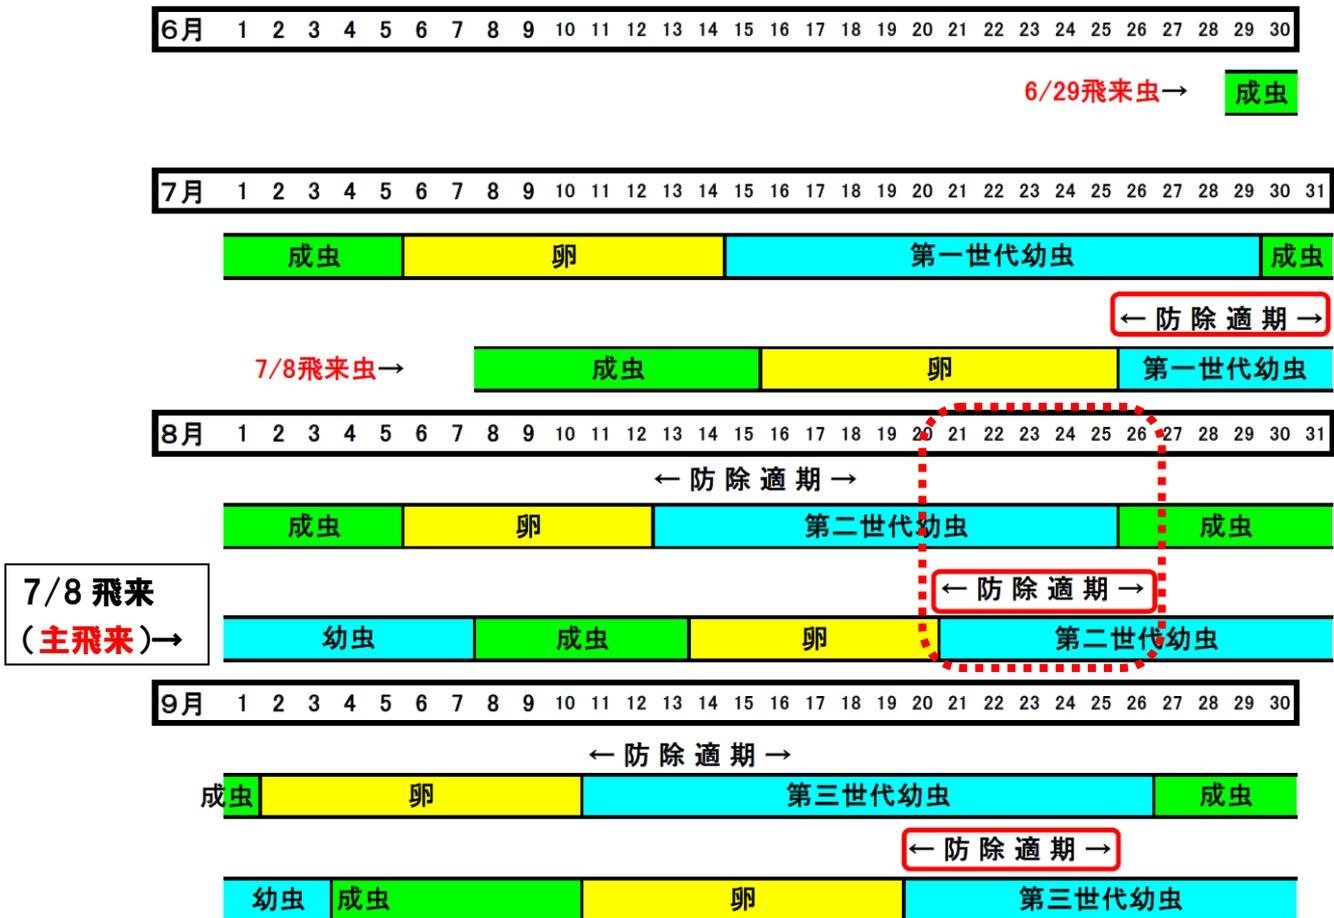 6月 1 2 3 4 5 6 7 8 9 10 11 12 13 14 15 16 17 18 19 20 21 22 23 24 25 26 27 28 29 30
6/29飛来虫→ 成虫
7月 1 2 3 4 5 6 7 8 9 10 11 12 13 14 15 16 17 18 19 20 21 22 23 24 25 26 27 28 29 30 31
成虫 卵 第一世代幼虫 成虫
←防除適期→
7/8飛来虫→ 成虫 卵 第一世代幼虫
8月 1 2 3 4 5 6 7 8 9 10 11 12 13 14 15 16 17 18 19 20 21 22 23 24 25 26 27 28 29 30 31
←防除適期→
成虫 卵 第二世代幼虫 成虫
←防除適期→
7/8飛来
(主飛来)→
幼虫 成虫 卵 第二世代幼虫
9月 1 2 3 4 5 6 7 8 9 10 11 12 13 14 15 16 17 18 19 20 21 22 23 24 25 26 27 28 29 30
←防除適期→
成虫 卵 第三世代幼虫 成虫
←防除適期→
幼虫 成虫 卵 第三世代幼虫